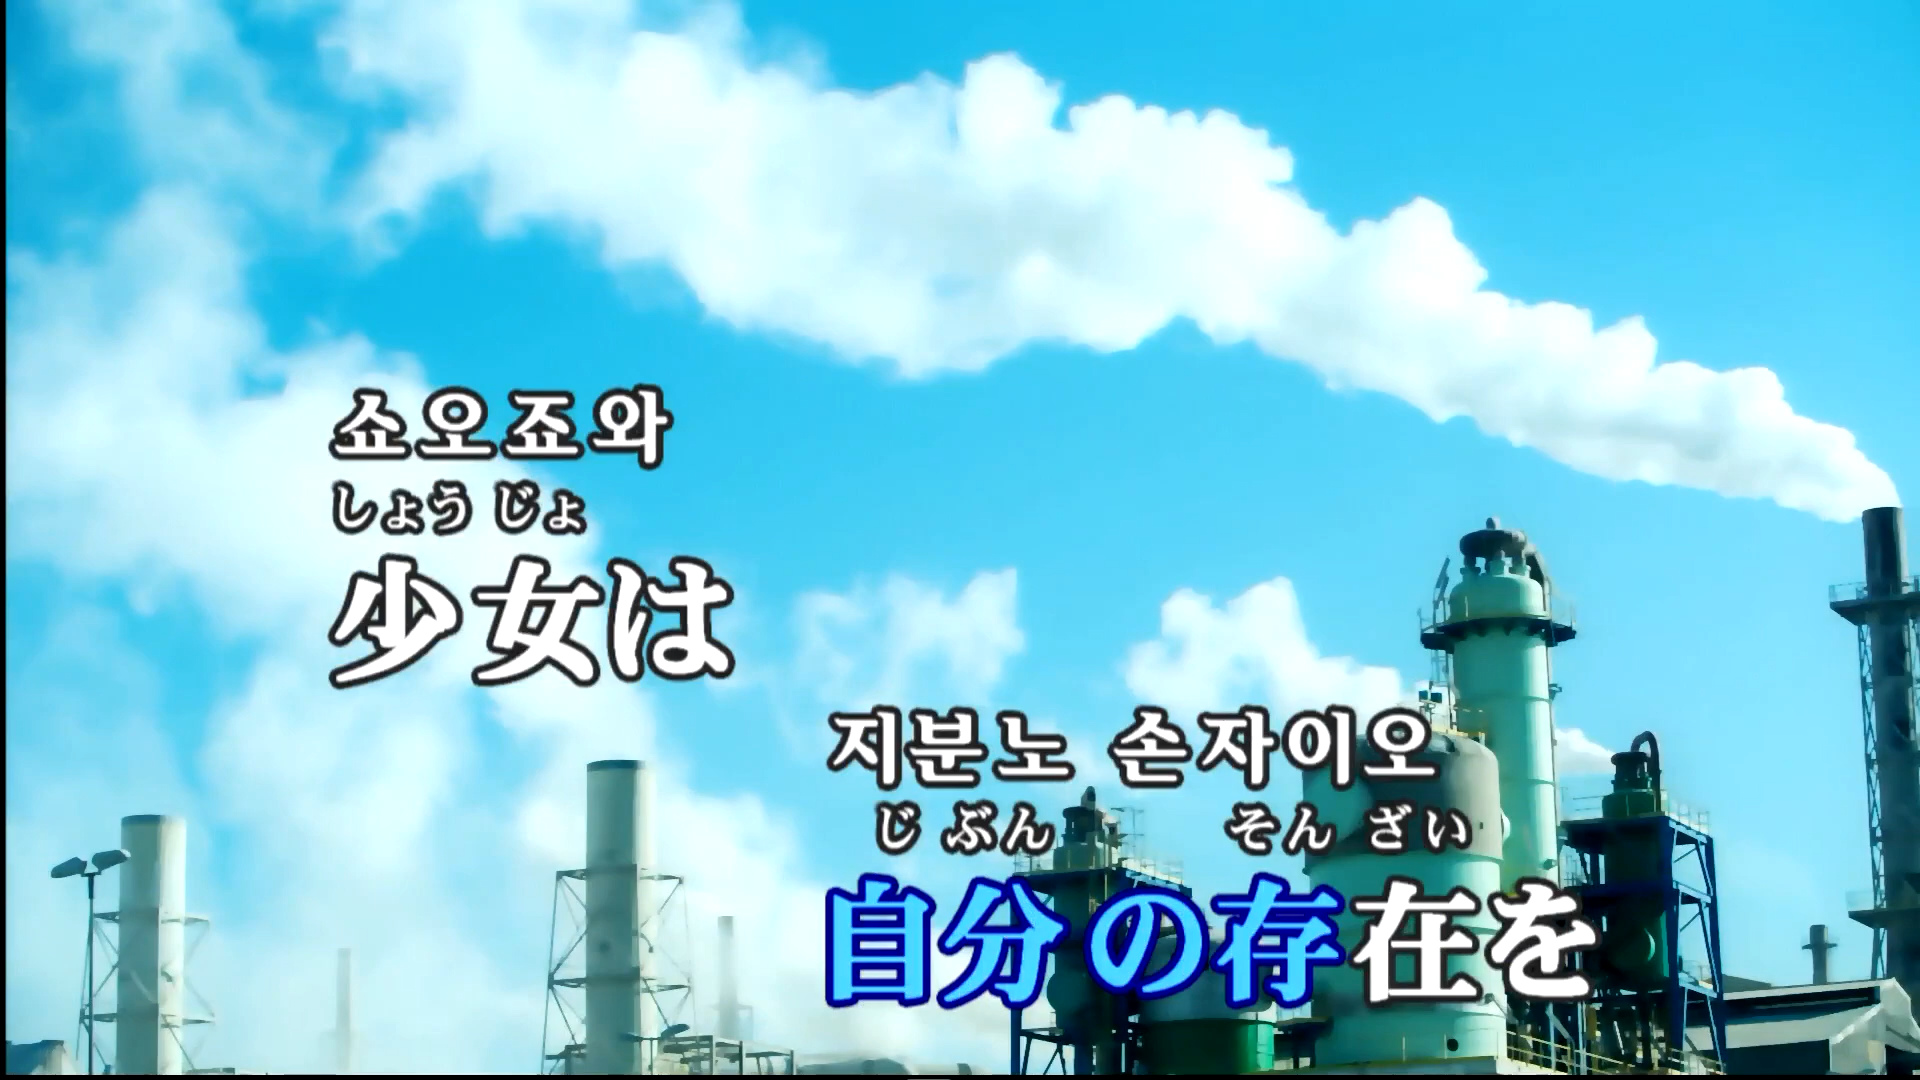 쇼오죠와
しょう じょ
少女は
지분노 손자이오
じ ぶん そん ざい
自分の存在を